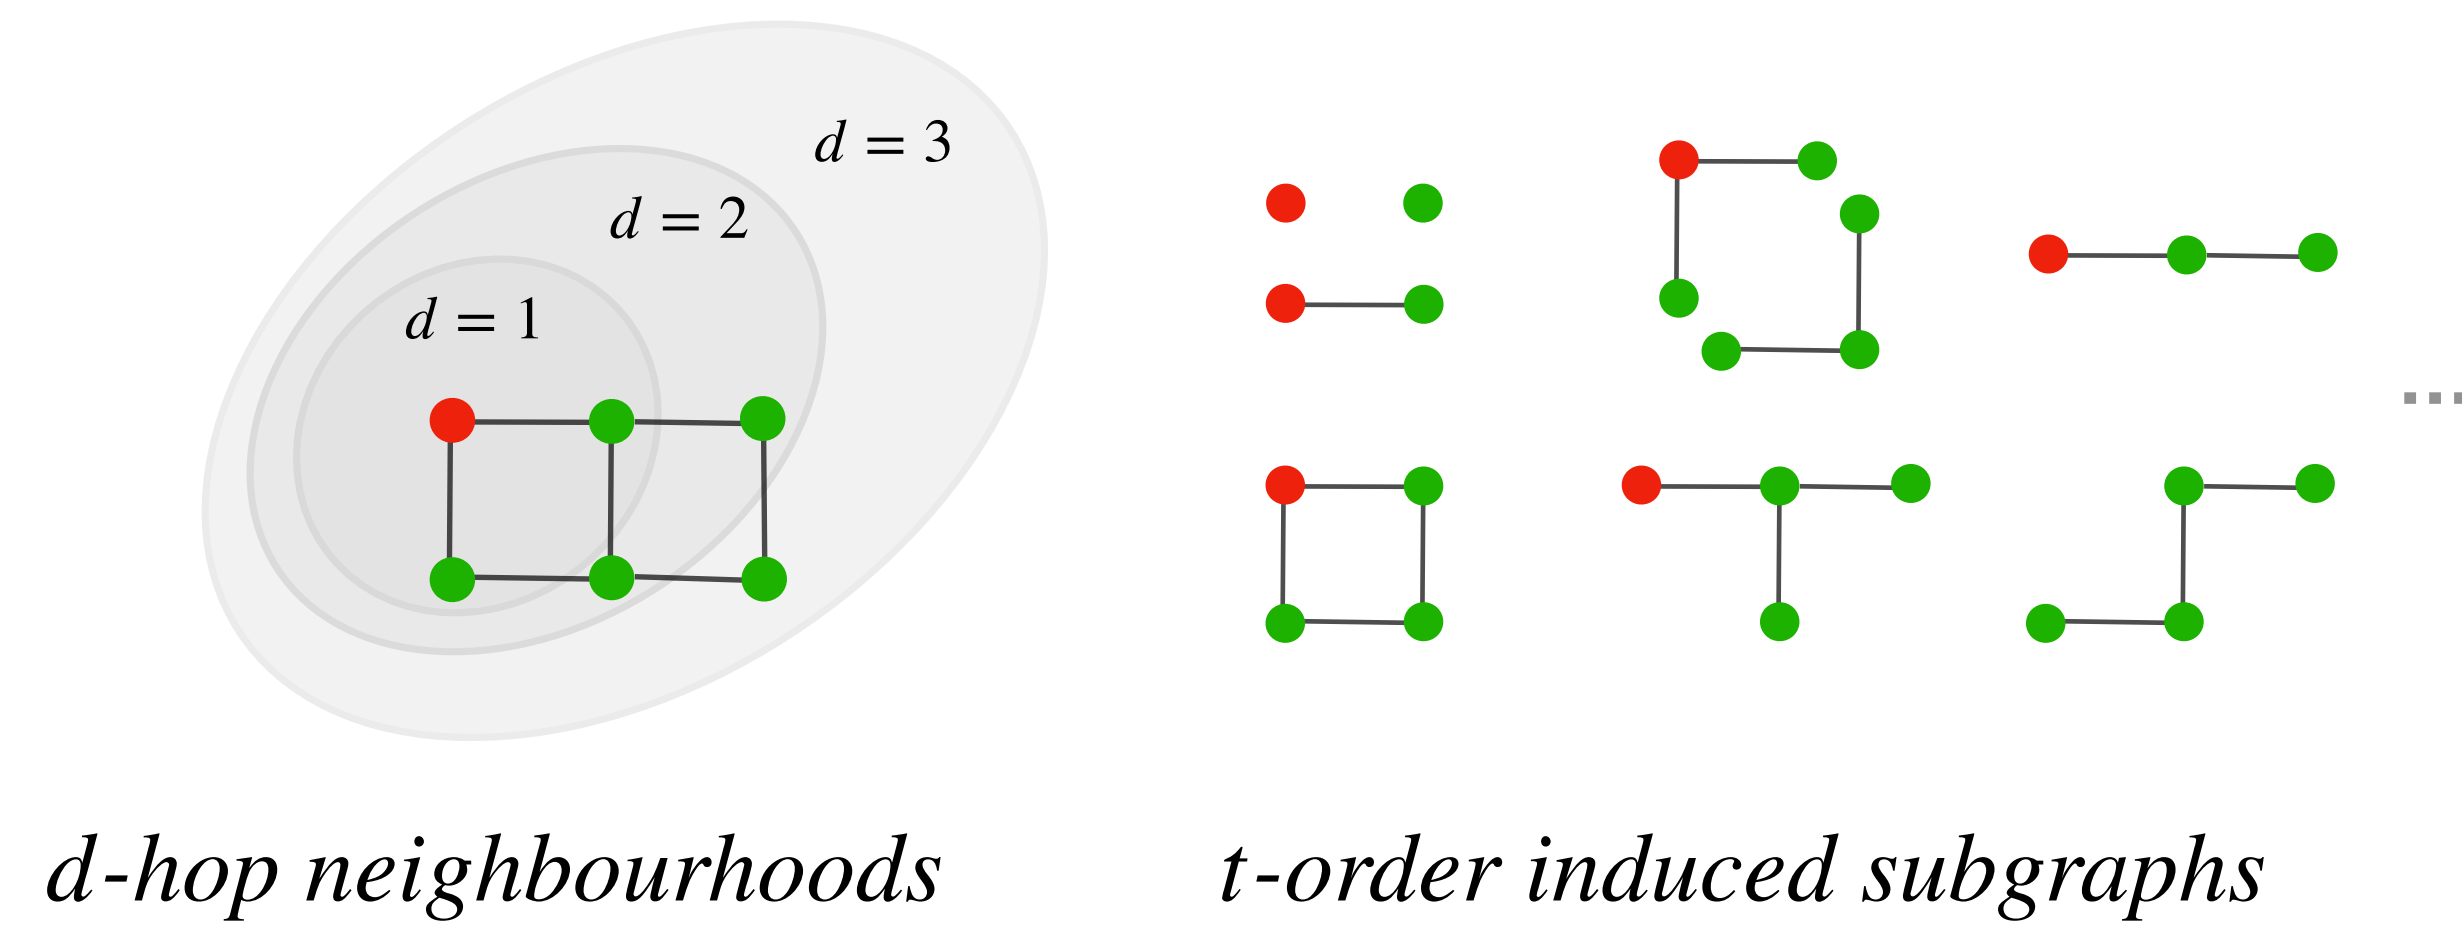 d = 3
d = 2
d = 1
d-hop neighbourhoods
t-order induced subgraphs